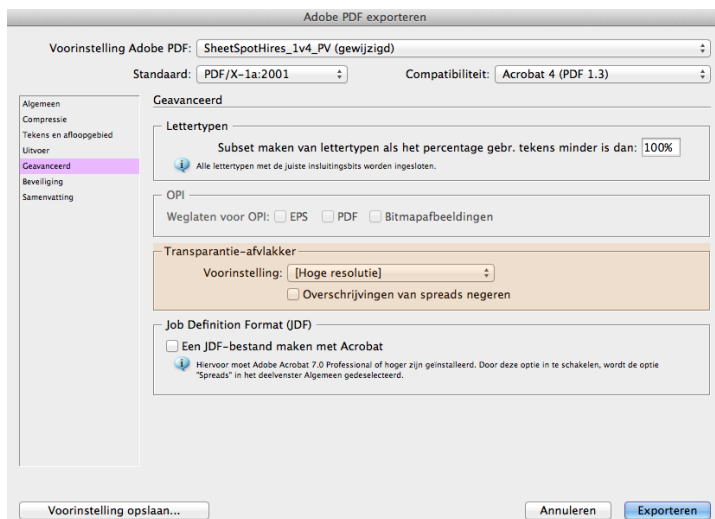 Adobe PDF exporteren
Voorinstelling Adobe PDF: SheetSpotHires_1v4_PV (gewijzigd)
Standaard: PDF/X-1a:2001 Compatibiliteit: Acrobat 4 (PDF 1.3)
Algemeen
Compressie
Tekens en afloopgebied
Uitvoer
Geavanceerd
Beveiliging
Samenvatting
Geavanceerd
Lettertypen
Subset maken van lettertypen als het percentage gebr. tekens minder is dan: 100%
Alle lettertypen met de juiste insluitingsbits worden ingesloten.
OPI
Weglaten voor OPI: EPS PDF Bitmapafbeeldingen
Transparantie-afvlakker
Voorinstelling: [Hoge resolutie]
Overschrijvingen van spreads negeren
Job Definition Format (JDF)
Een JDF-bestand maken met Acrobat
Hiervoor moet Adobe Acrobat 7.0 Professional of hoger zijn geïnstalleerd. Door deze optie in te schakelen, wordt de optie
"Spreads" in het deelvenster Algemeen gedeselecteerd.
Voorinstelling opslaan... Annuleren Exporteren